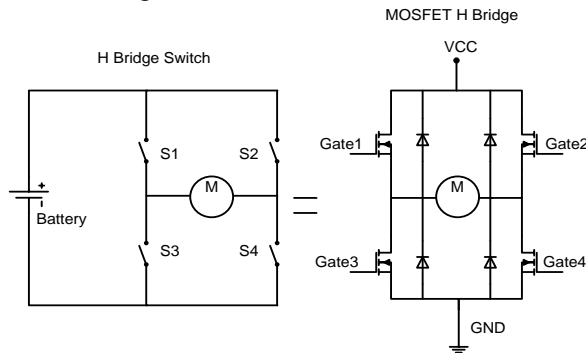 MOSFET H Bridge
H Bridge Switch
VCC
S1
S2
M
Battery
S3
S4
Gate1
Gate2
M
Gate3
Gate4
GND